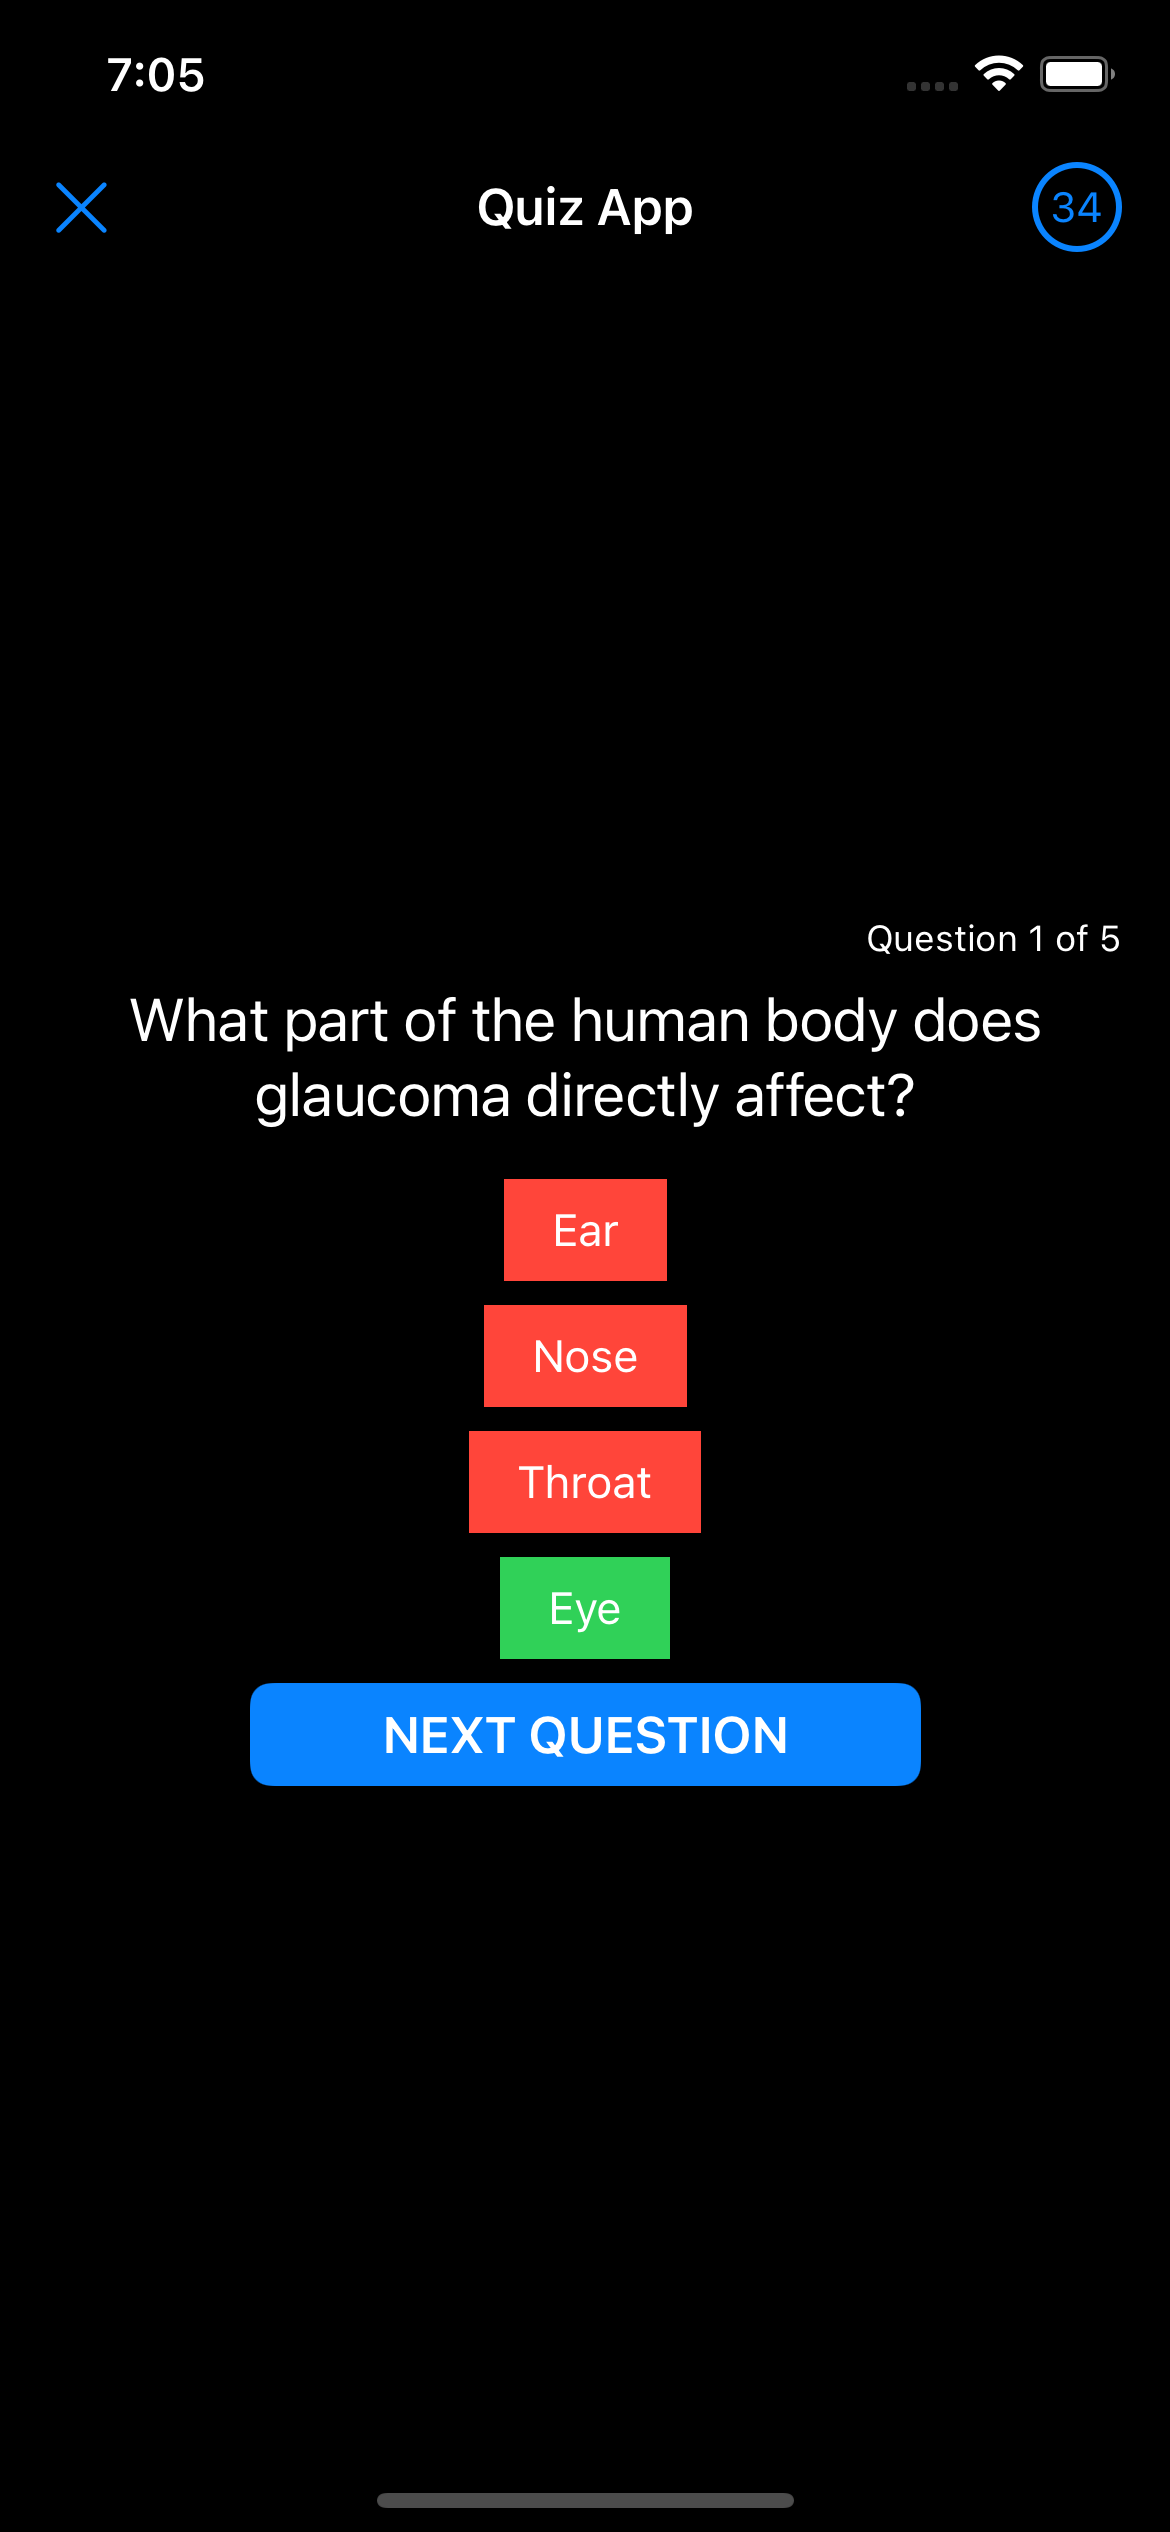 7:05
Quiz App
34
Question 1 of 5
What part of the human body does
glaucoma directly affect?
Ear
Nose
Throat
Eye
NEXT QUESTION